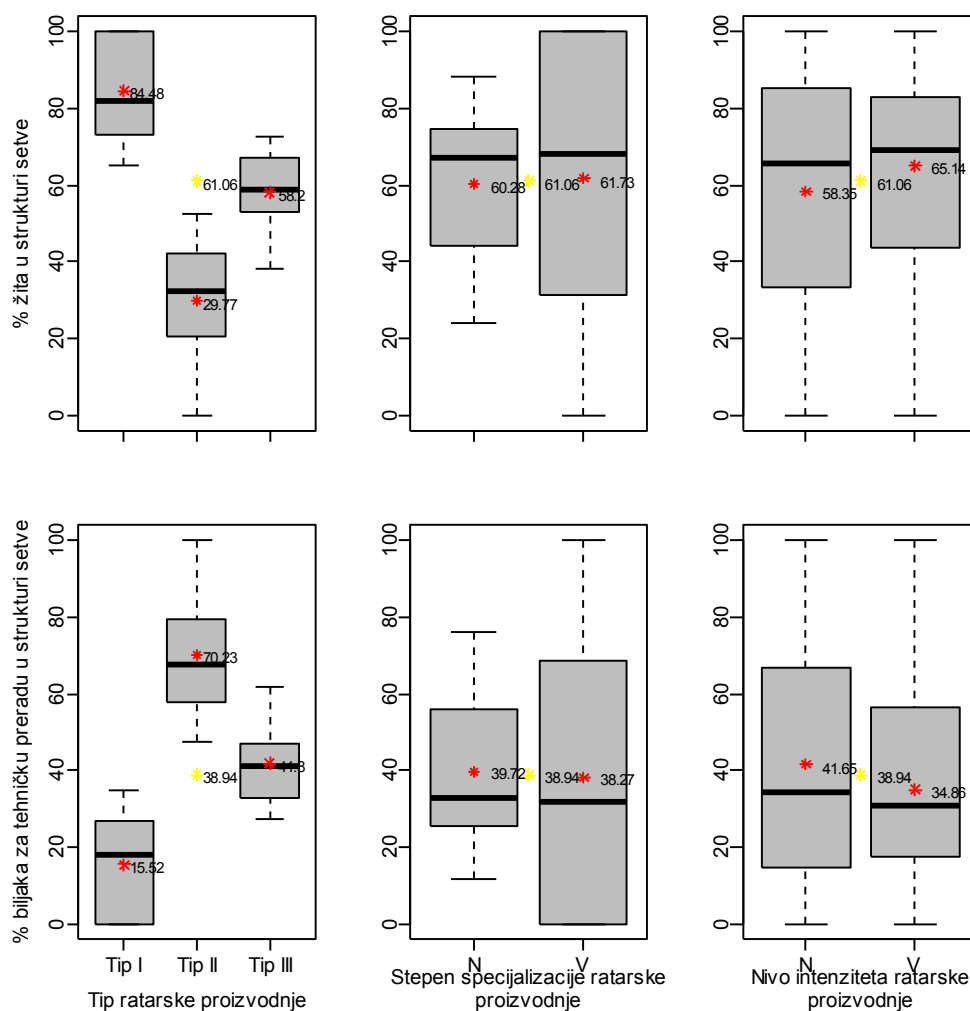 % žita u strukturi setve
0 20 40 60 80 100
84.48
61.06
29.77
58.2
0 20 40 60 80 100
60.28
61.06
61.73
0 20 40 60 80 100
58.35
61.06
65.14
% biljaka za tehničku preradu u strukturi setve
0 20 40 60 80 100
15.52
70.23
38.94
41.8
Tip I Tip II Tip III
Tip ratarske proizvodnje
0 20 40 60 80 100
39.72
38.94
38.27
N V
Stepen specijalizacije ratarske
proizvodnje
0 20 40 60 80 100
41.65
38.94
34.86
N V
Nivo intenziteta ratarske
proizvodnje